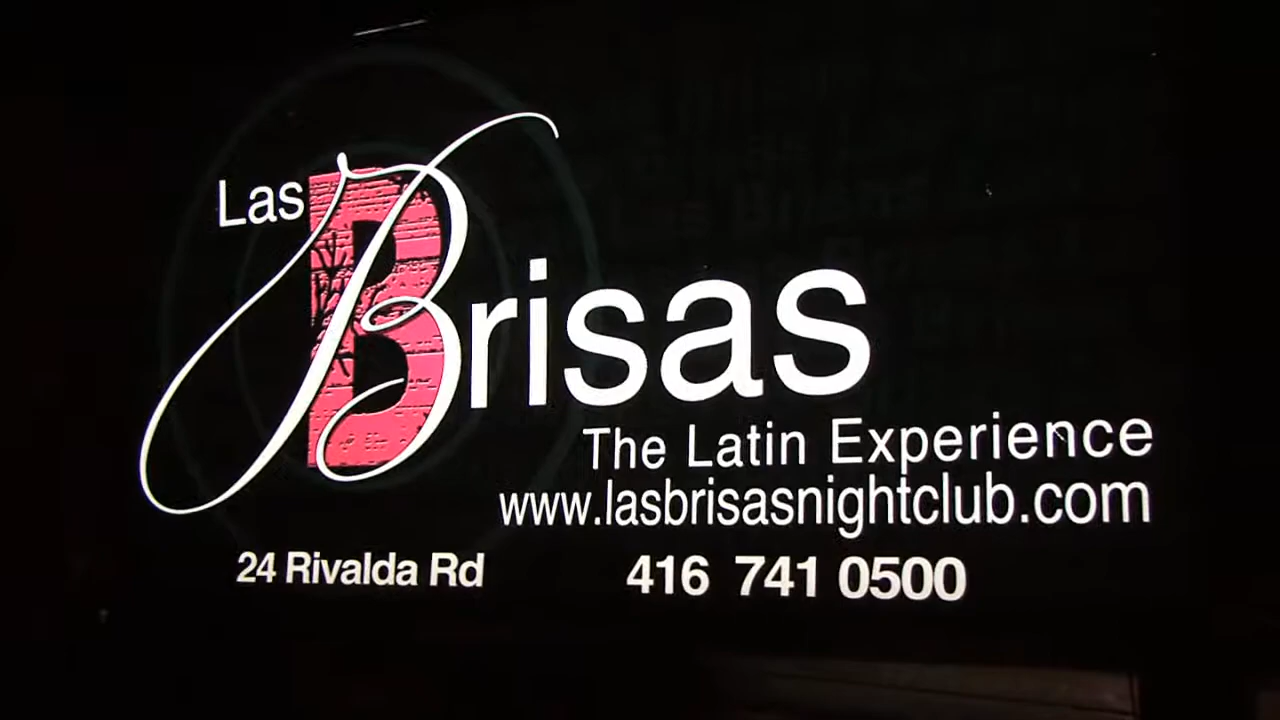 Las Brisas
The Latin Experience
www.lasbrisasnightclub.com
24 Rivalda Rd 416 741 0500